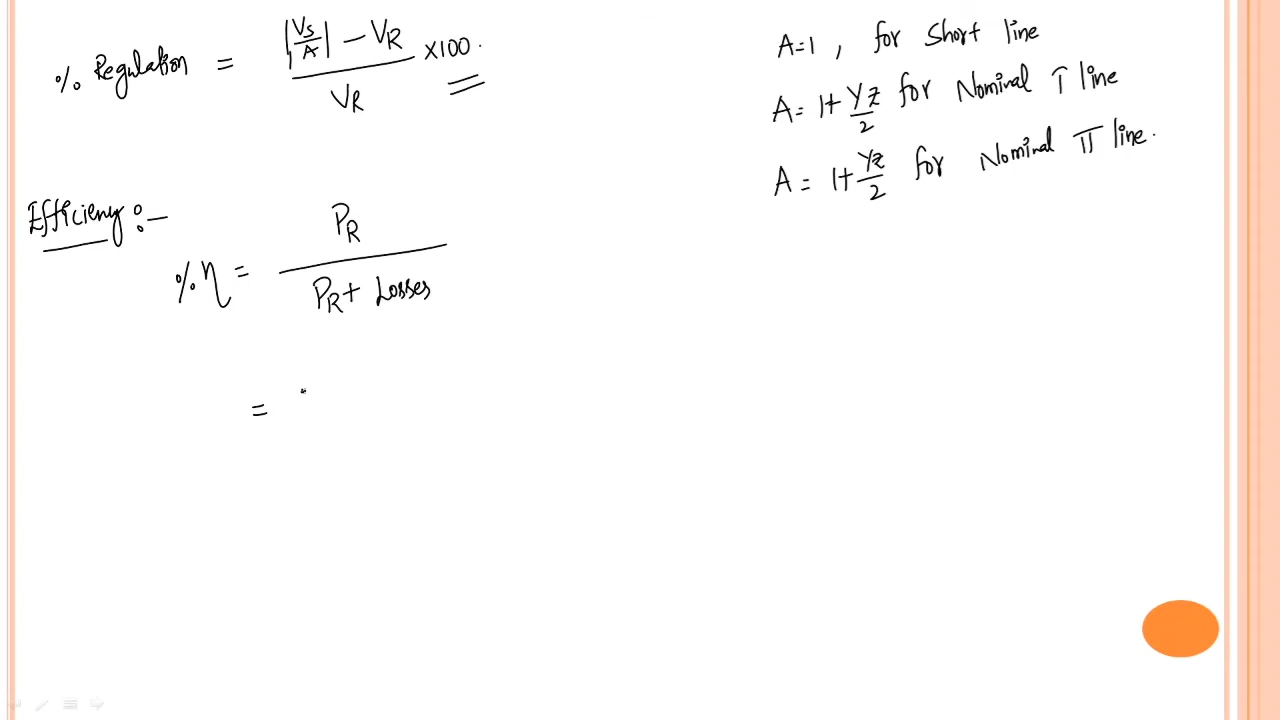 % Regulation = |Vs/A| - VR / VR ×100.
A=1, for Short line
A= 1+ YZ/2 for Nominal T line
A= 1+ YZ/2 for Nominal π line.
Efficieny:-
%η = PR / PR+ Losses
=